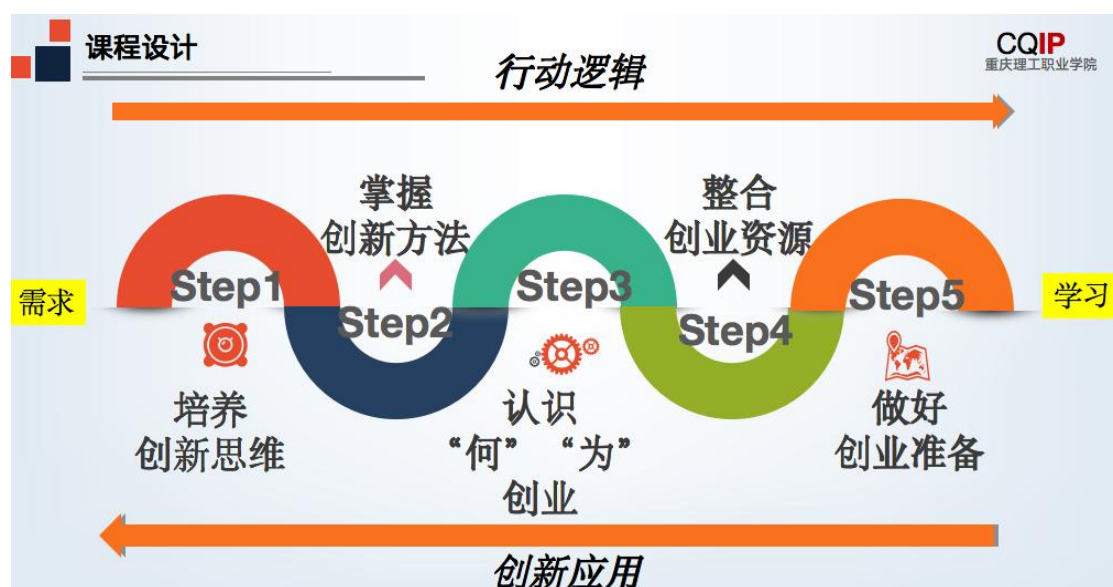 课程设计
CQIP
重庆理工职业学院
行动逻辑
掌握
创新方法
整合
创业资源
Step1
Step2
Step3
Step4
Step5
需求
学习
培养
创新思维
认识
“何” “为”
创业
做好
创业准备
创新应用